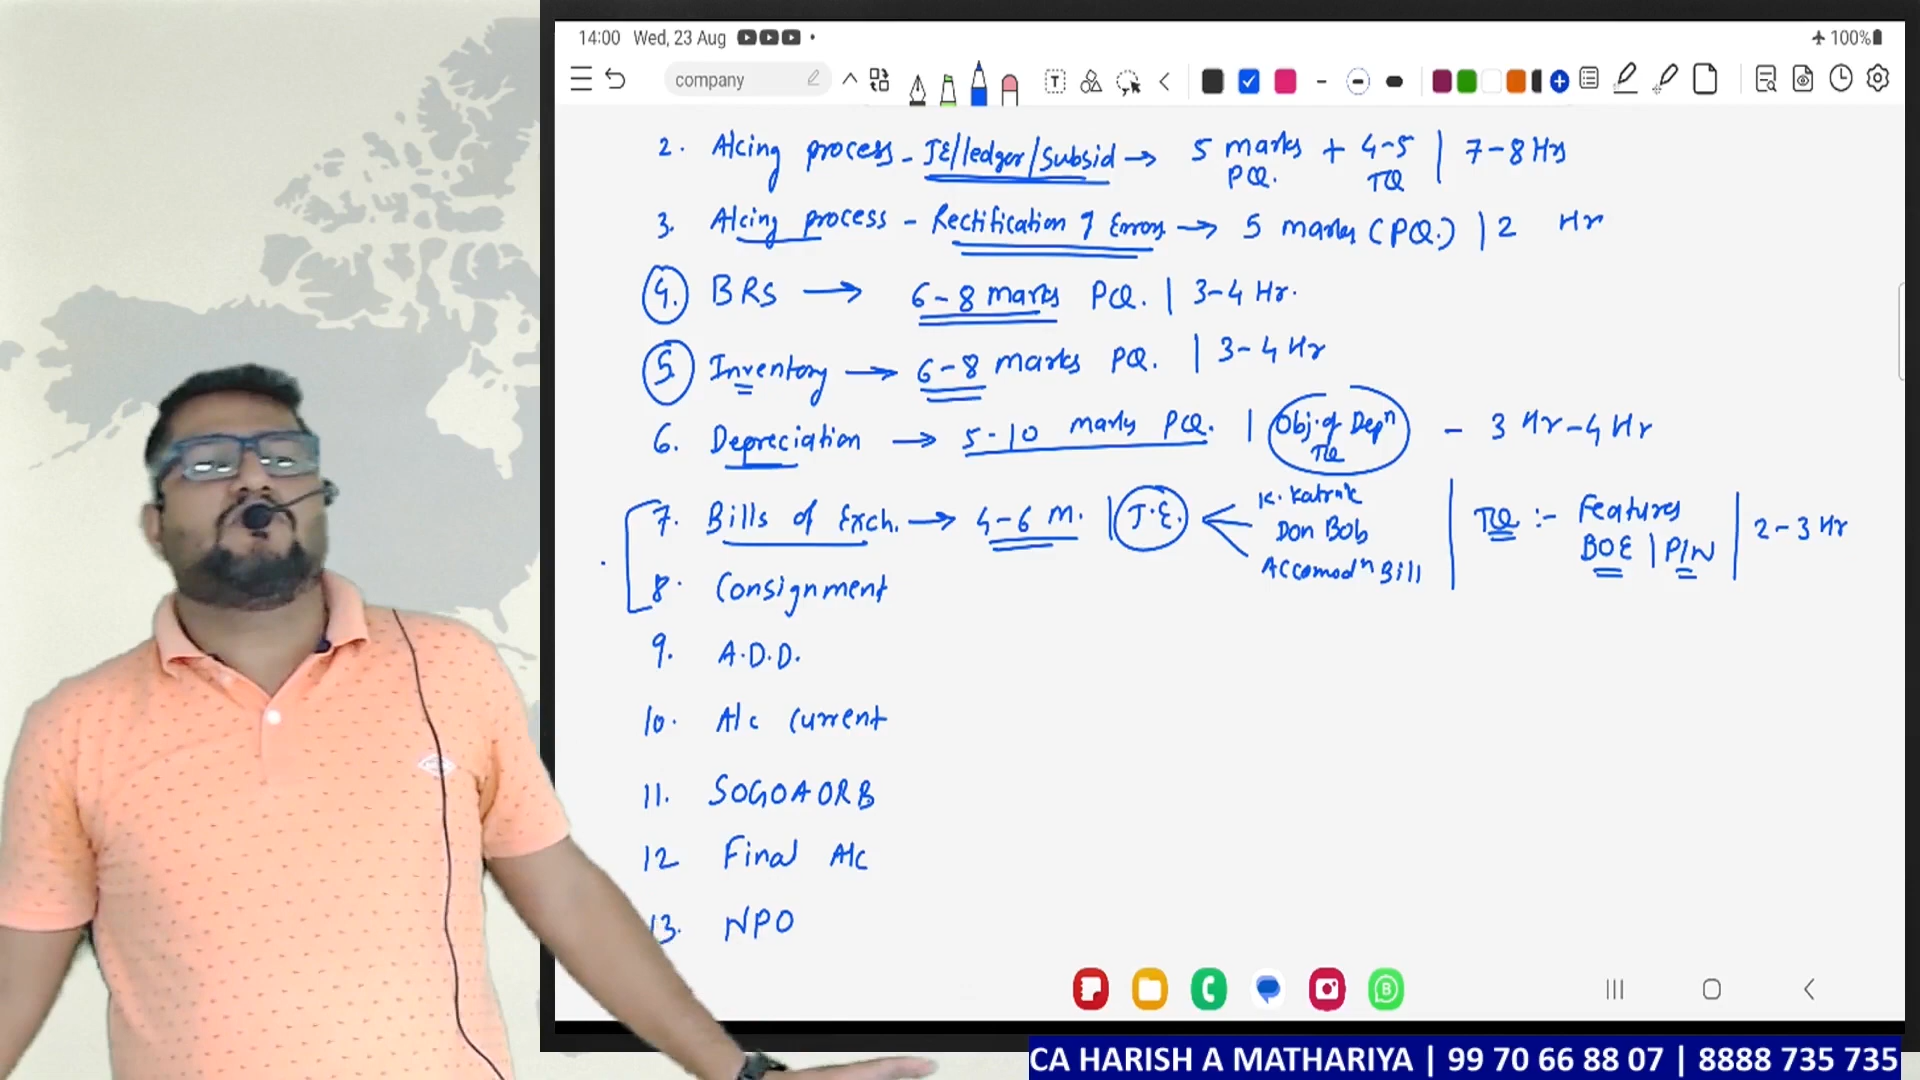 14:00 Wed, 23 Aug
100%
company
2. A/cing process - JE/ledger/Subsid → 5 marks PQ. + 4-5 TQ | 7-8 Hrs
3. A/cing process - Rectification of Errors → 5 marks (PQ.) | 2 Hr
4. BRS → 6-8 marks PQ. | 3-4 Hr.
5. Inventory → 6-8 marks PQ. | 3-4 Hr
6. Depreciation → 5-10 marks PQ. | Obj. of Depn TQ - 3 Hr-4 Hr
7. Bills of Exch. → 4-6 M. | J.E. K. Katrik Don Bob Accomodn Bill | TQ :- Features BOE | P/N | 2-3 Hr
8. Consignment
9. A.D.D.
10. A/c Current
11. SOGOAORB
12 Final A/c
13. NPO
CA HARISH A MATHARIYA | 99 70 66 88 07 | 8888 735 735